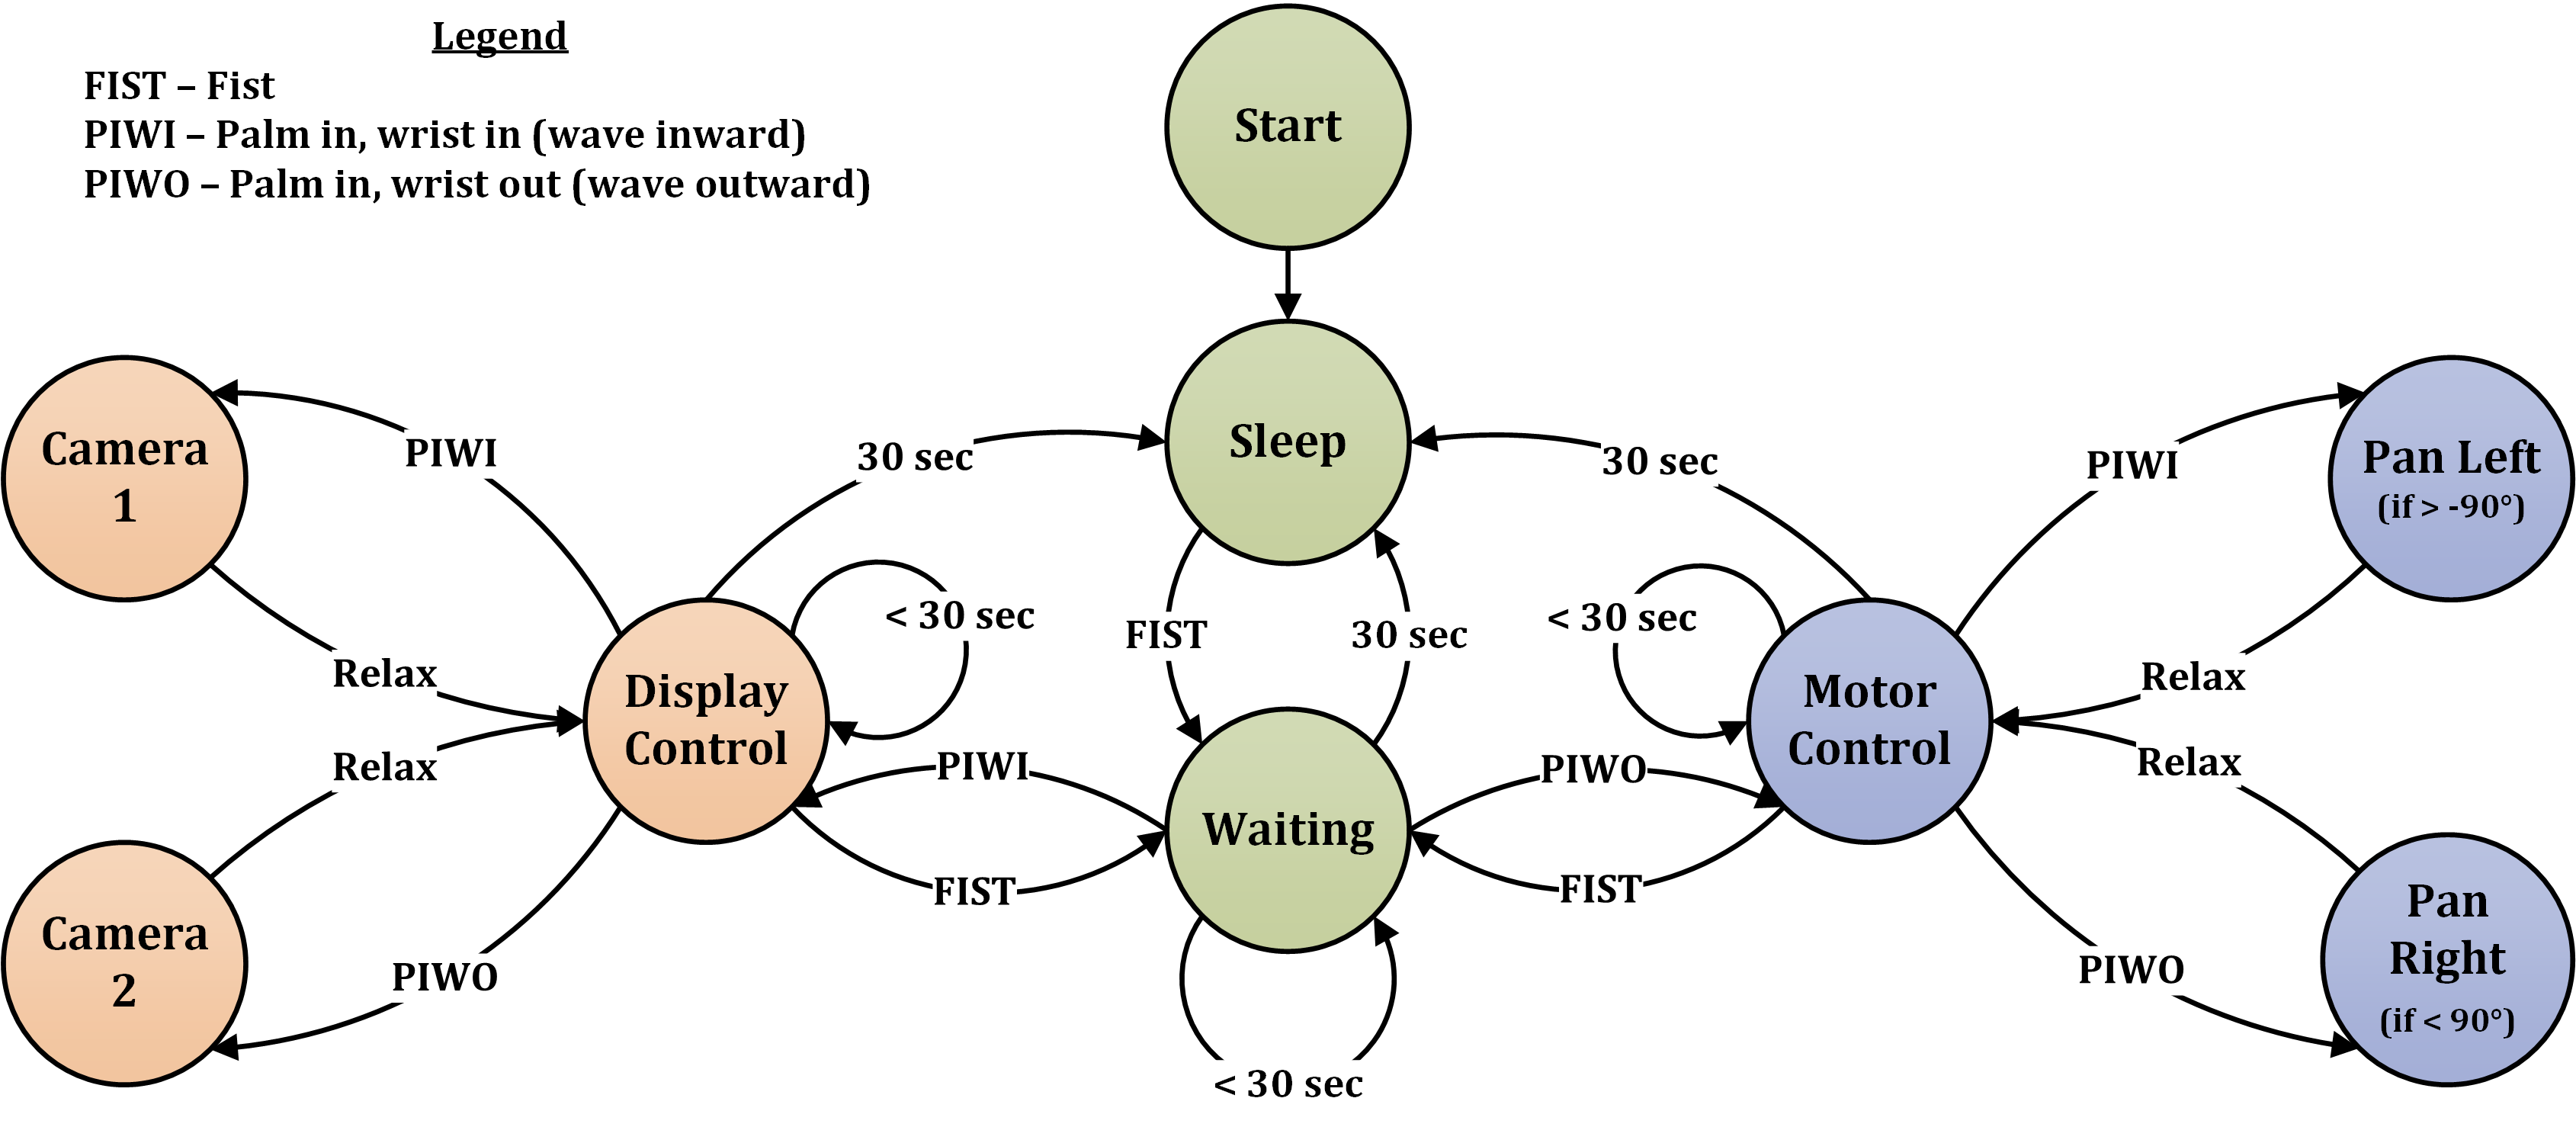 Legend
FIST – Fist
PIWI – Palm in, wrist in (wave inward)
PIWO – Palm in, wrist out (wave outward)
Start
Sleep
Camera
1
PIWI
30 sec
30 sec
PIWI
Pan Left
(if > -90°)
< 30 sec
FIST
30 sec
< 30 sec
Relax
Display
Control
Motor
Control
Relax
Relax
PIWI
PIWO
Relax
Waiting
FIST
FIST
Camera
2
PIWO
PIWO
Pan
Right
(if < 90°)
< 30 sec